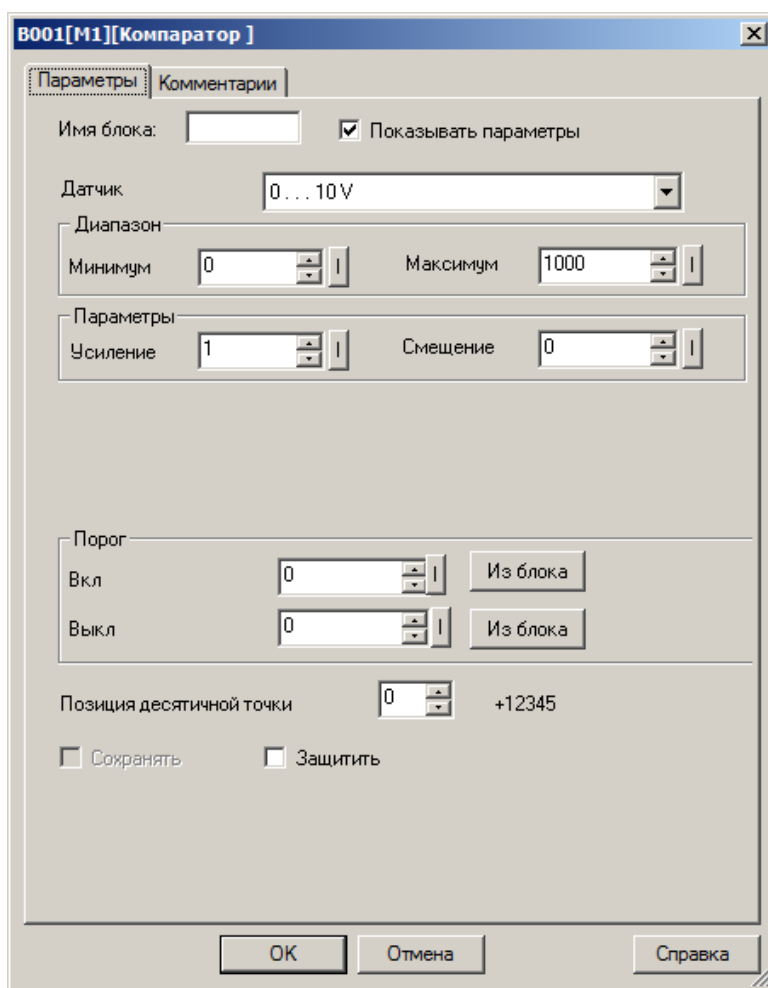 B001[M1][Компаратор ]
Параметры Комментарии
Имя блока: Показывать параметры
Датчик 0...10V
Диапазон
Минимум 0 Максимум 1000
Параметры
Усиление 1 Смещение 0
Порог
Вкл 0 Из блока
Выкл 0 Из блока
Позиция десятичной точки 0 +12345
Сохранять Защитить
OK Отмена Справка